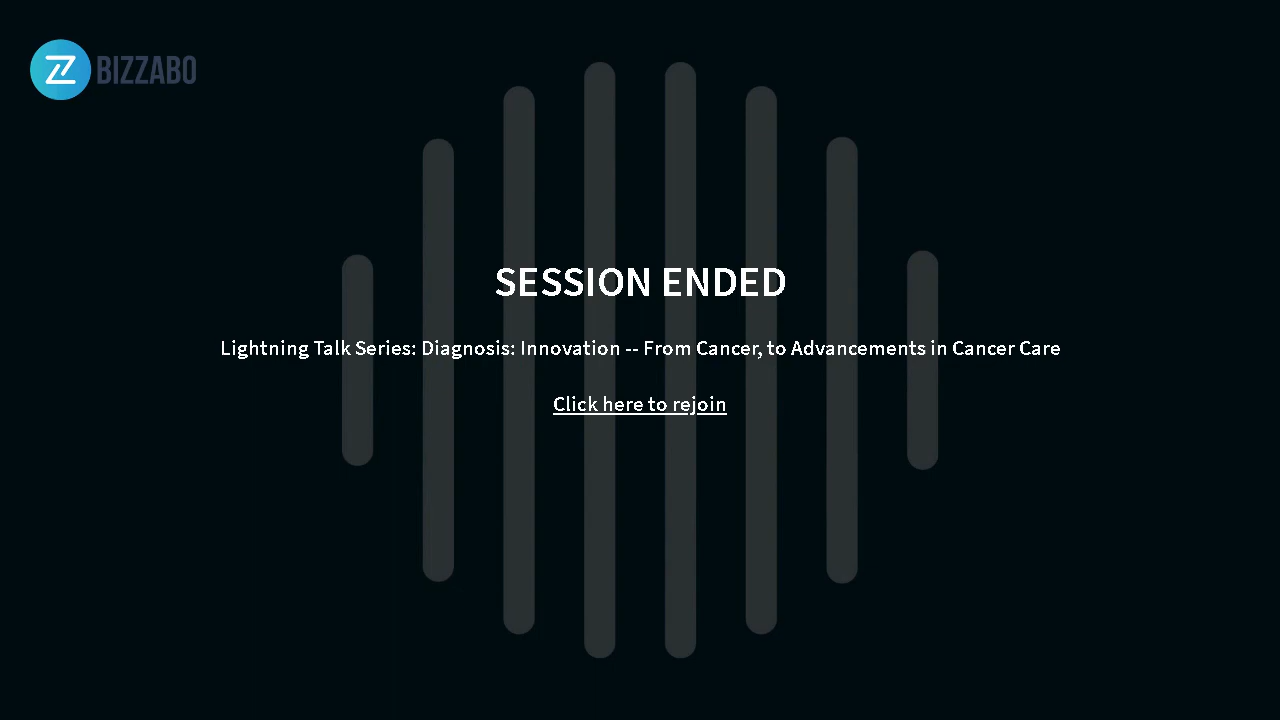 BIZZABO
SESSION ENDED
Lightning Talk Series: Diagnosis: Innovation -- From Cancer, to Advancements in Cancer Care
Click here to rejoin